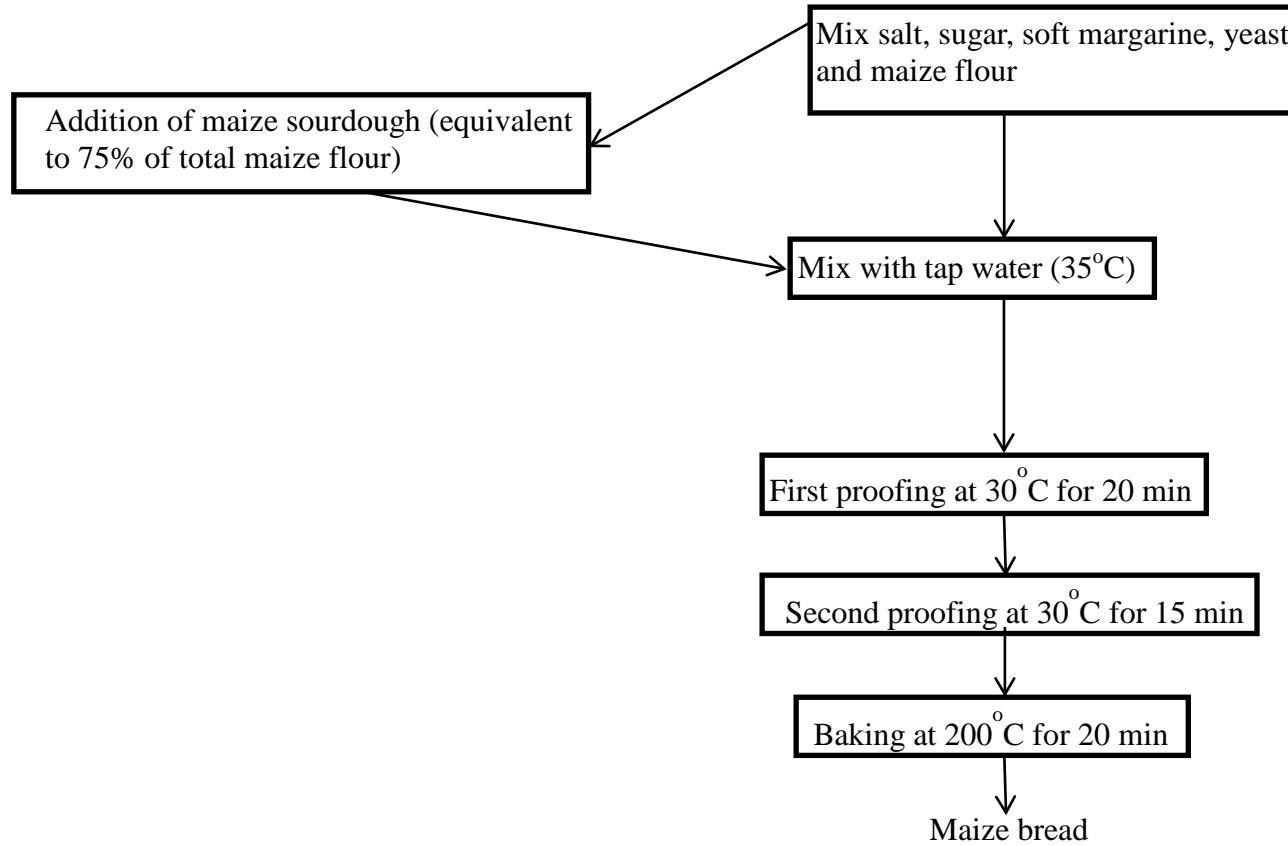 Mix salt, sugar, soft margarine, yeast
and maize flour
Addition of maize sourdough (equivalent
to 75% of total maize flour)
Mix with tap water (35°C)
First proofing at 30°C for 20 min
Second proofing at 30°C for 15 min
Baking at 200°C for 20 min
Maize bread